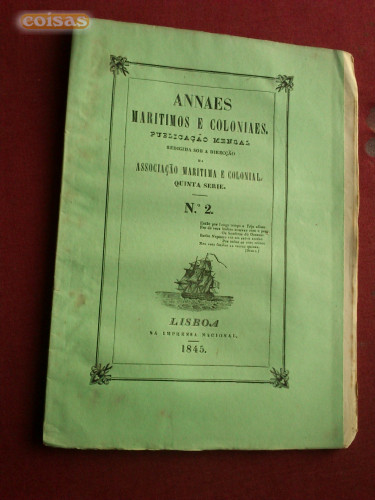 coisas
ANNAES
MARITIMOS E COLONIAES.
PUBLICAÇÃO MENSAL
REDIGIDA SOB A DIRECÇÃO
DA
ASSOCIAÇÃO MARITIMA E COLONIAL.
QUINTA SERIE.
N.º 2.
LISBOA
NA IMPRENSA NACIONAL.
1845.